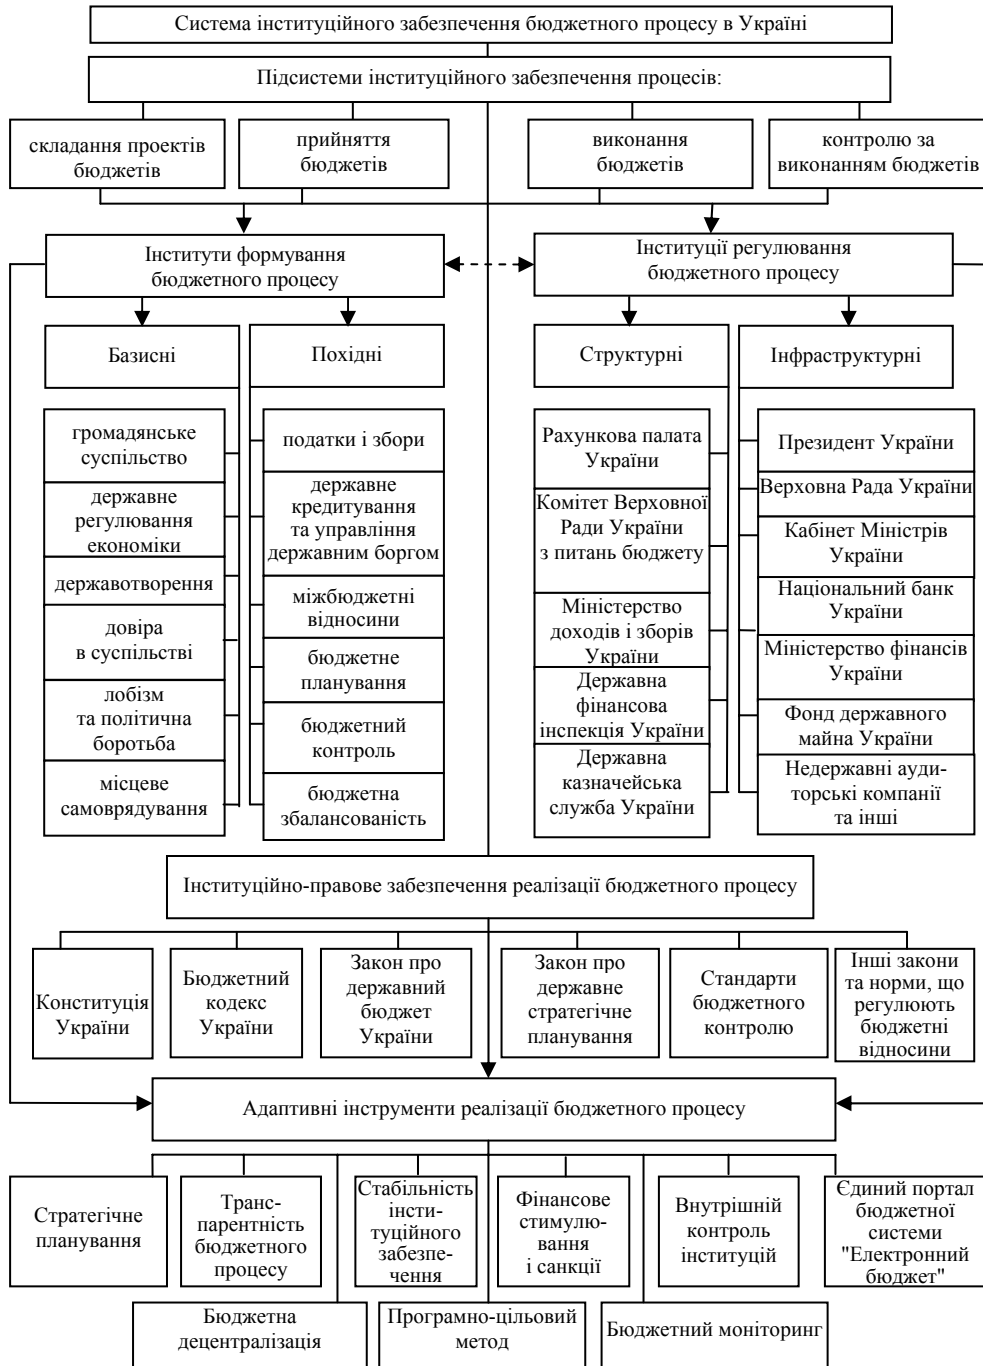 Система інституційного забезпечення бюджетного процесу в Україні
Підсистеми інституційного забезпечення процесів:
складання проектів
бюджетів
прийняття
бюджетів
виконання
бюджетів
контролю за
виконанням бюджетів
Інститути формування
бюджетного процесу
Інституції регулювання
бюджетного процесу
Базисні
Похідні
Структурні
Інфраструктурні
громадянське
суспільство
державне
регулювання
економіки
державотворення
довіра
в суспільстві
лобізм
та політична
боротьба
місцеве
самоврядування
податки і збори
державне
кредитування
та управління
державним боргом
міжбюджетні
відносини
бюджетне
планування
бюджетний
контроль
бюджетна
збалансованість
Рахункова палата
України
Комітет Верховної
Ради України
з питань бюджету
Міністерство
доходів і зборів
України
Державна
фінансова
інспекція України
Державна
казначейська
служба України
Президент України
Верховна Рада України
Кабінет Міністрів
України
Національний банк
України
Міністерство фінансів
України
Фонд державного
майна України
Недержавні ауди-
торські компанії
та інші
Інституційно-правове забезпечення реалізації бюджетного процесу
Конституція
України
Бюджетний
кодекс
України
Закон про
державний
бюджет
України
Закон про
державне
стратегічне
планування
Стандарти
бюджетного
контролю
Інші закони
та норми, що
регулюють
бюджетні
відносини
Адаптивні інструменти реалізації бюджетного процесу
Стратегічне
планування
Транс-
парентність
бюджетного
процесу
Стабільність
інсти-
туційного
забезпе-
чення
Фінансове
стимулю-
вання
і санкції
Внутрішній
контроль
інституцій
Єдиний портал
бюджетної
системи
"Електронний
бюджет"
Бюджетна
децентралізація
Програмно-цільовий
метод
Бюджетний моніторинг